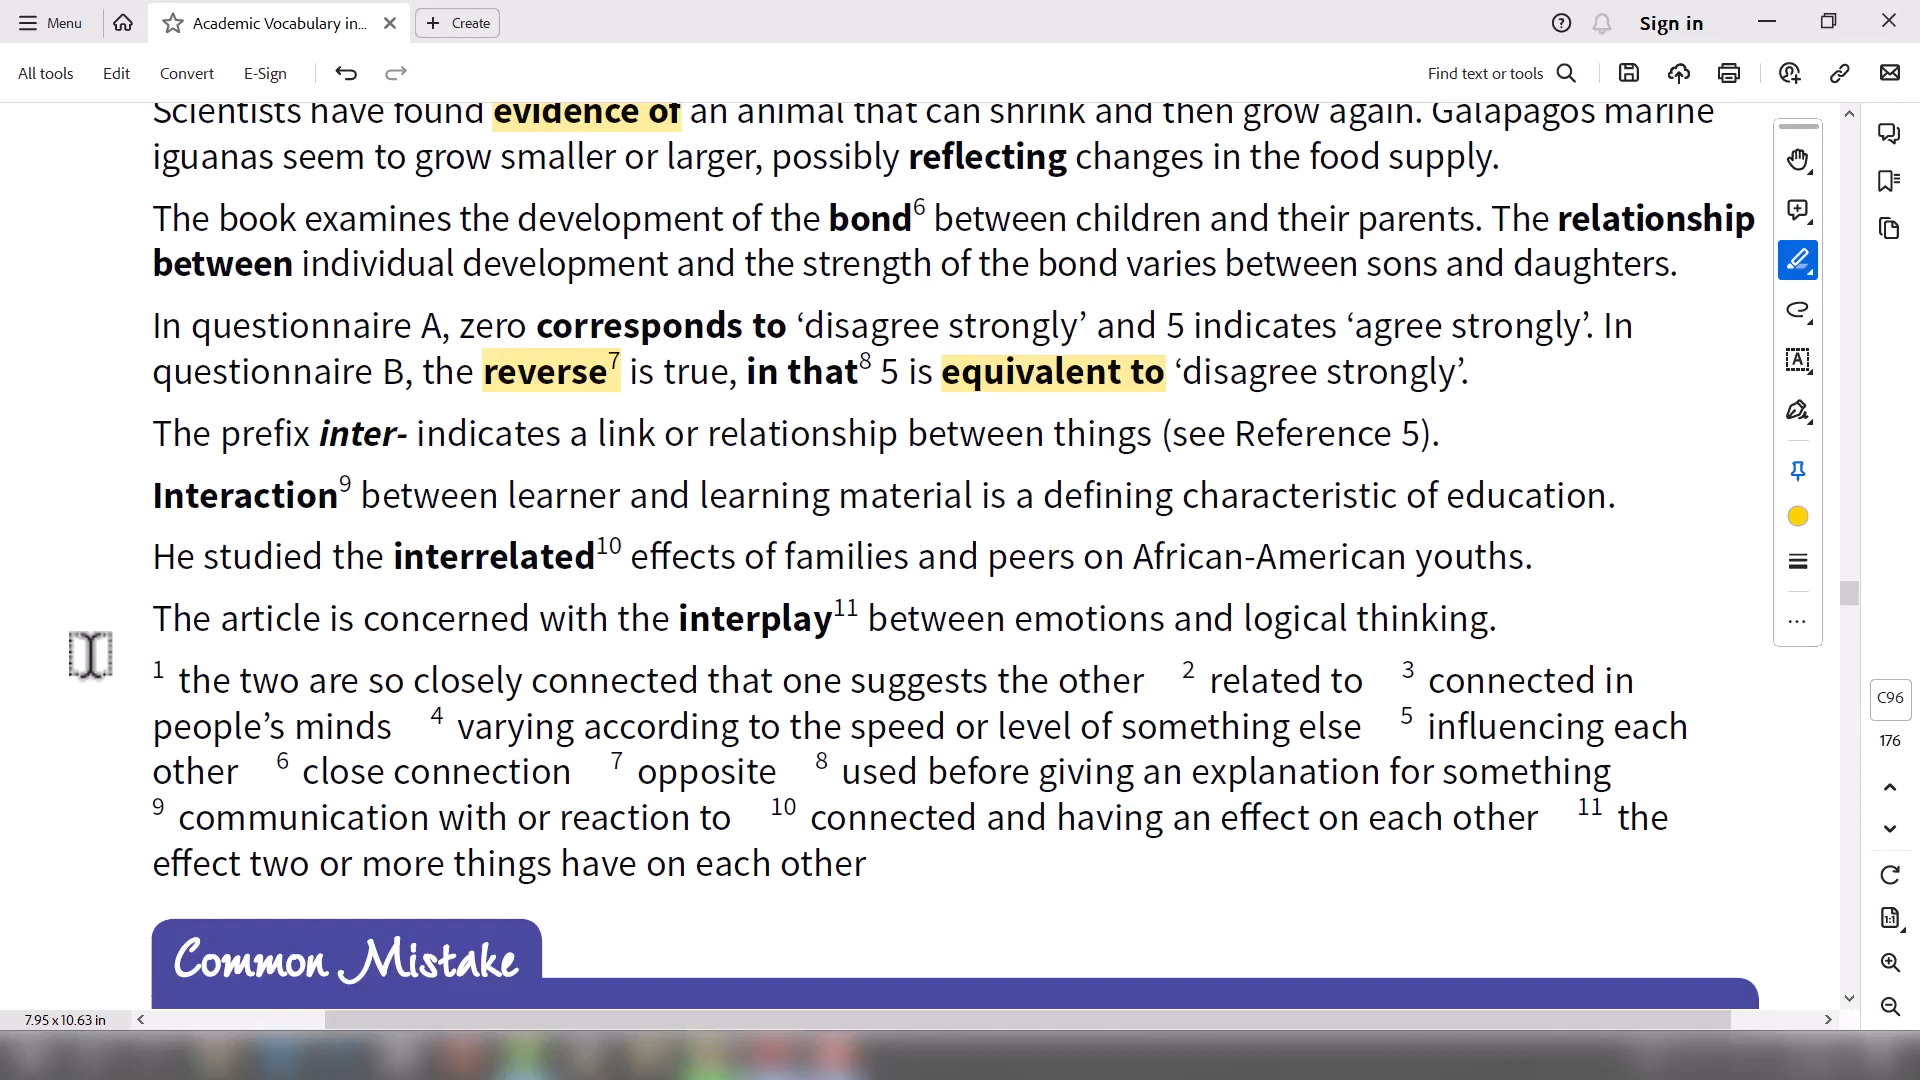 Menu
Academic Vocabulary in...
Create
Sign in
All tools
Edit
Convert
E-Sign
Find text or tools
Scientists have found evidence of an animal that can shrink and then grow again. Galapagos marine
iguanas seem to grow smaller or larger, possibly reflecting changes in the food supply.
The book examines the development of the bond6 between children and their parents. The relationship
between individual development and the strength of the bond varies between sons and daughters.
In questionnaire A, zero corresponds to ‘disagree strongly’ and 5 indicates ‘agree strongly’. In
questionnaire B, the reverse7 is true, in that8 5 is equivalent to ‘disagree strongly’.
The prefix inter- indicates a link or relationship between things (see Reference 5).
Interaction9 between learner and learning material is a defining characteristic of education.
He studied the interrelated10 effects of families and peers on African-American youths.
The article is concerned with the interplay11 between emotions and logical thinking.
1 the two are so closely connected that one suggests the other 2 related to 3 connected in
people’s minds 4 varying according to the speed or level of something else 5 influencing each
other 6 close connection 7 opposite 8 used before giving an explanation for something
9 communication with or reaction to 10 connected and having an effect on each other 11 the
effect two or more things have on each other
Common Mistake
C96
176
7.95 x 10.63 in